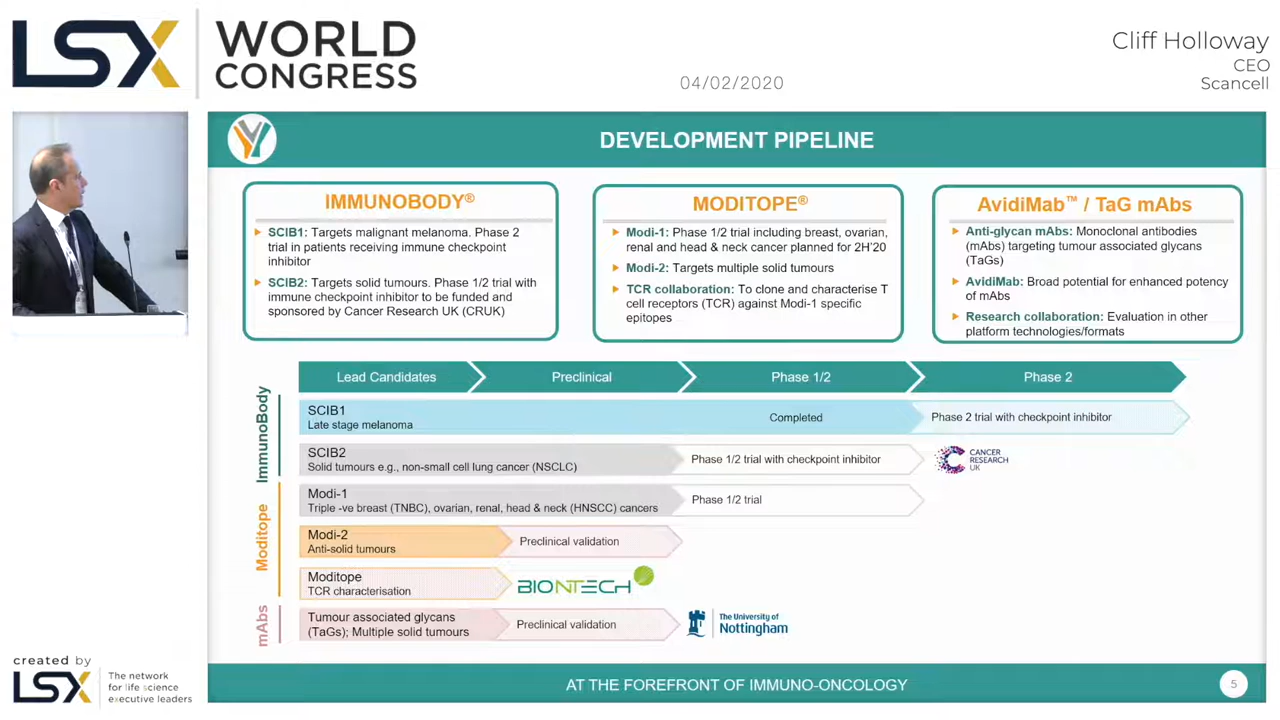 LSX
WORLD
CONGRESS
04/02/2020
Cliff Holloway
CEO
Scancell
DEVELOPMENT PIPELINE
IMMUNOBODY®
SCIB1: Targets malignant melanoma. Phase 2
trial in patients receiving immune checkpoint
inhibitor
SCIB2: Targets solid tumours. Phase 1/2 trial with
immune checkpoint inhibitor to be funded and
sponsored by Cancer Research UK (CRUK)
MODITOPE®
Modi-1: Phase 1/2 trial including breast, ovarian,
renal and head & neck cancer planned for 2H'20
Modi-2: Targets multiple solid tumours
TCR collaboration: To clone and characterise T
cell receptors (TCR) against Modi-1 specific
epitopes
AvidiMab™ / TaG mAbs
Anti-glycan mAbs: Monoclonal antibodies
(mAbs) targeting tumour associated glycans
(TaGs)
AvidiMab: Broad potential for enhanced potency
of mAbs
Research collaboration: Evaluation in other
platform technologies/formats
Lead Candidates
Preclinical
Phase 1/2
Phase 2
ImmunoBody
SCIB1
Late stage melanoma
Completed
Phase 2 trial with checkpoint inhibitor
SCIB2
Solid tumours e.g., non-small cell lung cancer (NSCLC)
Phase 1/2 trial with checkpoint inhibitor
CANCER
RESEARCH
UK
Moditope
Modi-1
Triple -ve breast (TNBC), ovarian, renal, head & neck (HNSCC) cancers
Phase 1/2 trial
Modi-2
Anti-solid tumours
Preclinical validation
Moditope
TCR characterisation
BIONTECH
mAbs
Tumour associated glycans
(TaGs); Multiple solid tumours
Preclinical validation
The University of
Nottingham
created by
LSX
The network
for life science
executive leaders
AT THE FOREFRONT OF IMMUNO-ONCOLOGY
5